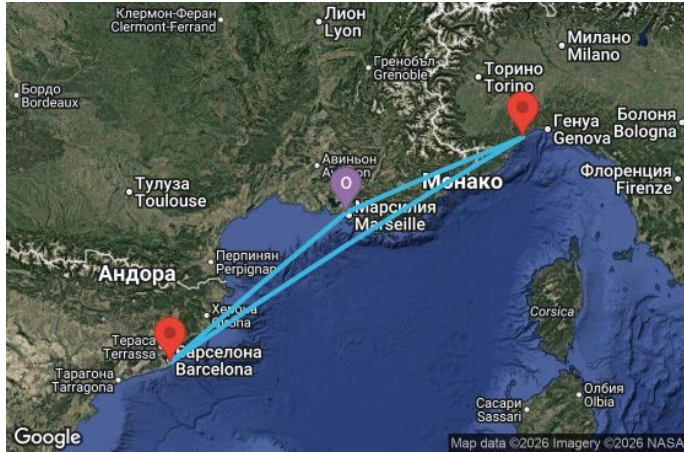 Клермон-Феран
Clermont-Ferrand
Лион
Lyon
Милано
Milano
Гренобъл
Grenoble
Торино
Torino
Бордо
Bordeaux
Генуа
Genova
Болоня
Bologna
Авиньон
Тулуза
Toulouse
Монако
Флоренция
Firenze
O
Марсилия
Marseille
Перпинян
Perpignan
Андора
Corsica
Тераса
Terrassa
Барселона
Barcelona
Тарагона
Tarragona
Олбия
Olbia
Сасари
Sassari
Google
Map data ©2026 Imagery ©2026 NASA